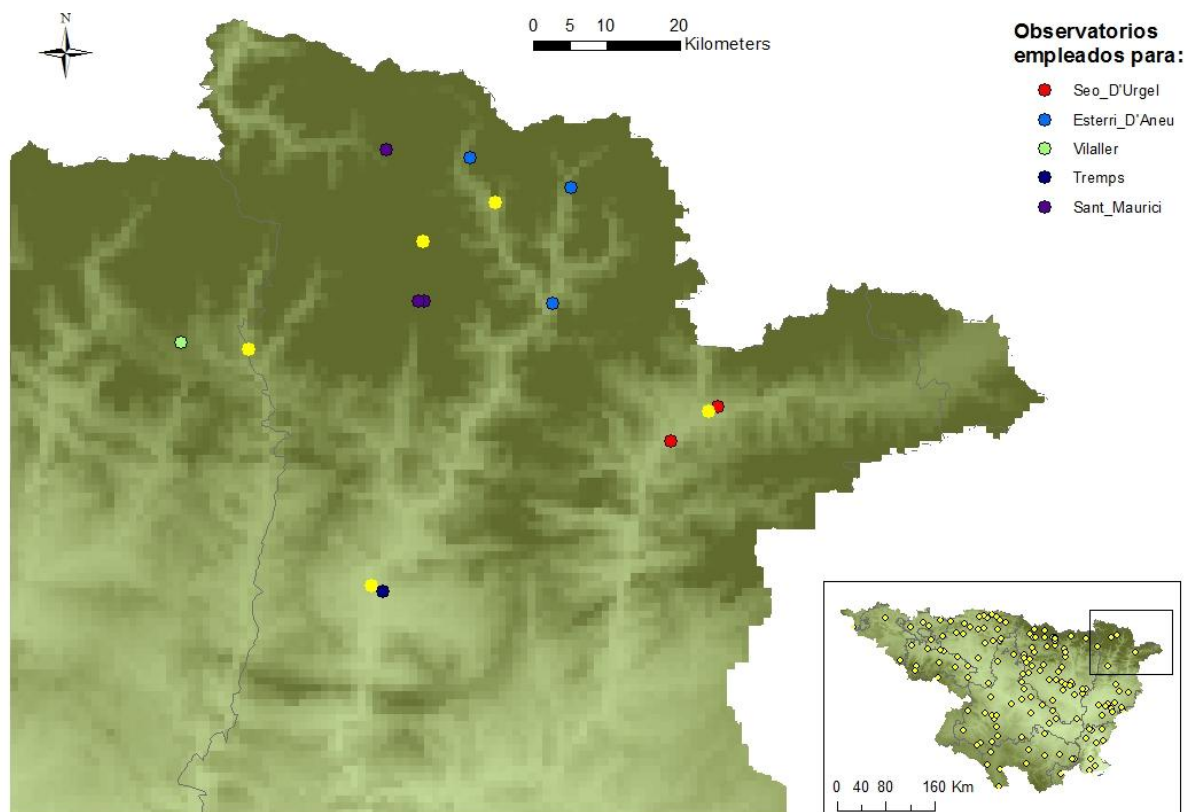 N
0 5 10 20
Kilometers
Observatorios
empleados para:
Seo_D'Urgel
Esterri_D'Aneu
Vilaller
Tremps
Sant_Maurici
0 40 80 160 Km